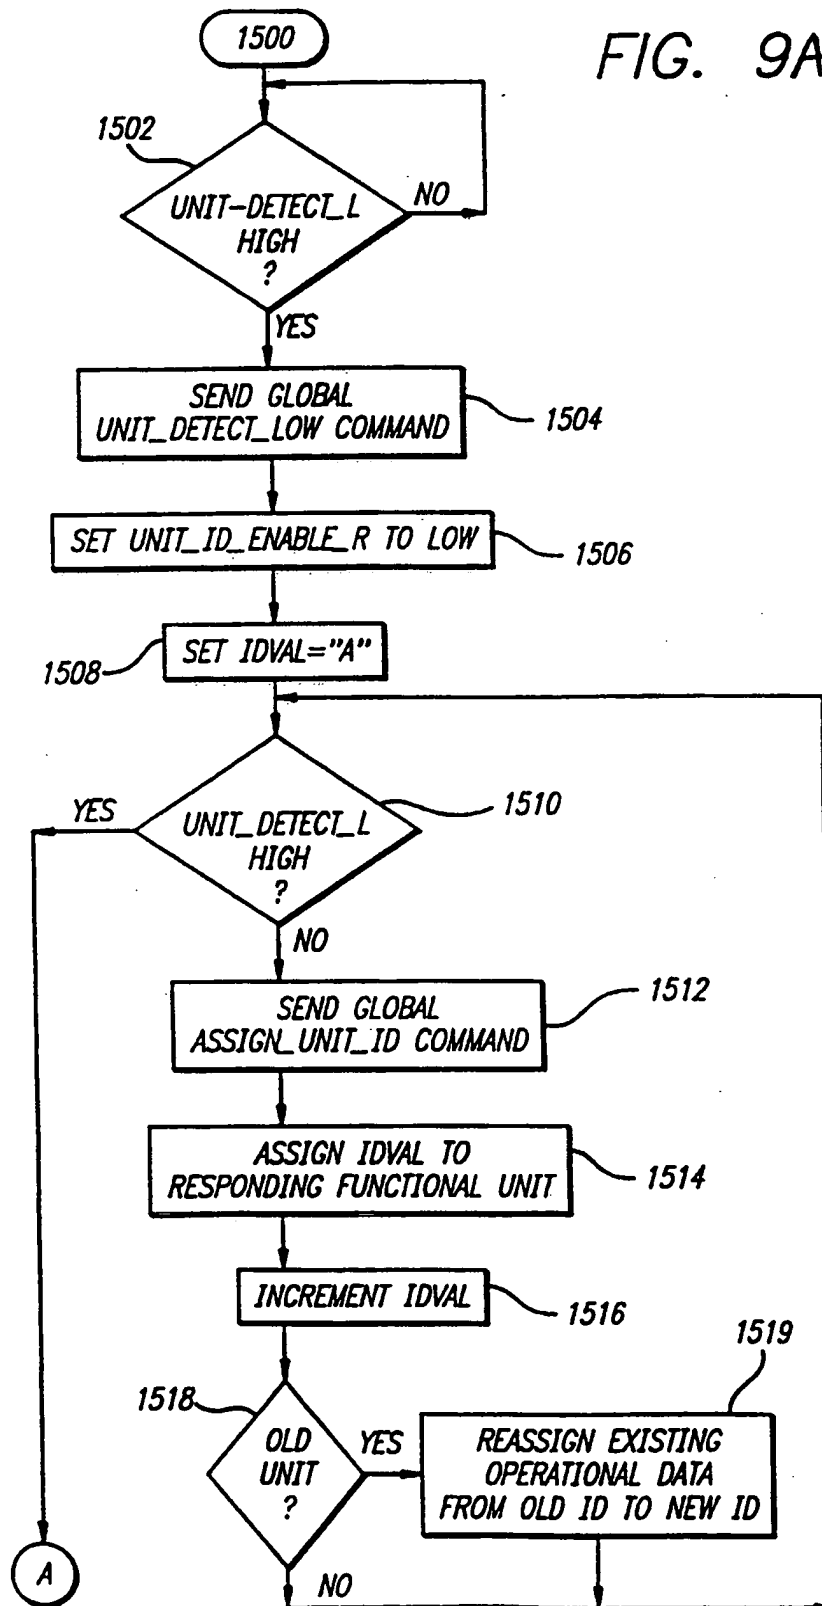 1500
FIG. 9A
1502
UNIT-DETECT_L
HIGH
?
NO
YES
SEND GLOBAL
UNIT_DETECT_LOW COMMAND
1504
SET UNIT_ID_ENABLE_R TO LOW
1506
SET IDVAL="A"
1508
YES
UNIT_DETECT_L
HIGH
?
1510
NO
SEND GLOBAL
ASSIGN_UNIT_ID COMMAND
1512
ASSIGN IDVAL TO
RESPONDING FUNCTIONAL UNIT
1514
INCREMENT IDVAL
1516
1518
OLD
UNIT
?
YES
1519
REASSIGN EXISTING
OPERATIONAL DATA
FROM OLD ID TO NEW ID
A
NO